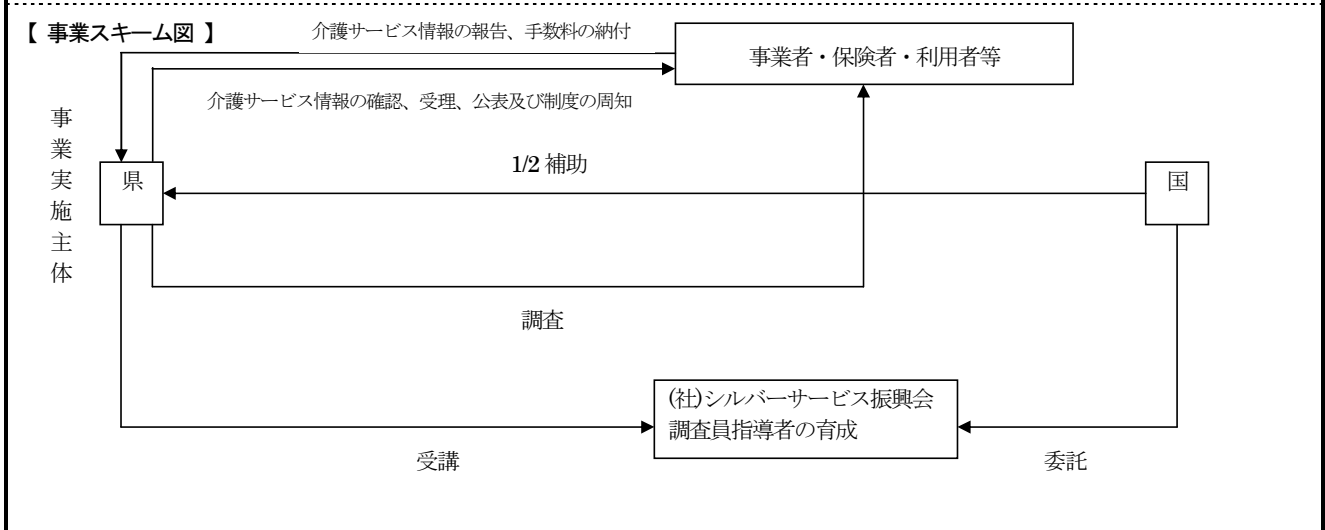 【 事業スキーム図 】
介護サービス情報の報告、手数料の納付
事業者・保険者・利用者等
介護サービス情報の確認、受理、公表及び制度の周知
事業実施主体
1/2 補助
県
国
調査
(社)シルバーサービス振興会
調査員指導者の育成
受講
委託